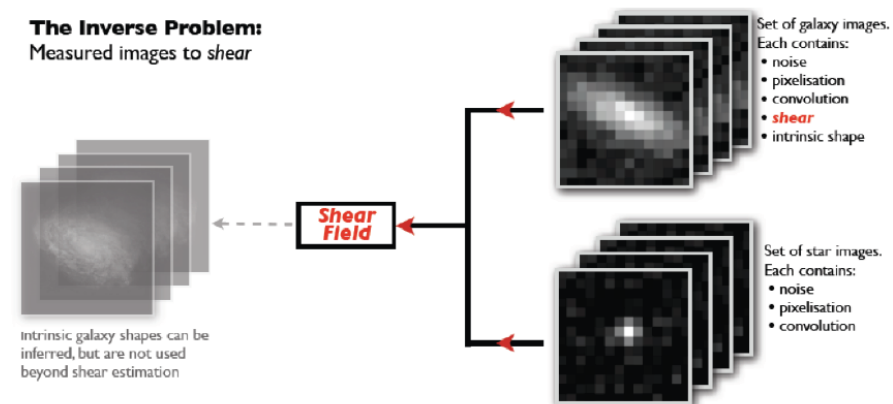 The Inverse Problem:
Measured images to shear
Set of galaxy images.
Each contains:
• noise
• pixelisation
• convolution
• shear
• intrinsic shape
Shear
Field
Set of star images.
Each contains:
• noise
• pixelisation
• convolution
Intrinsic galaxy shapes can be
inferred, but are not used
beyond shear estimation